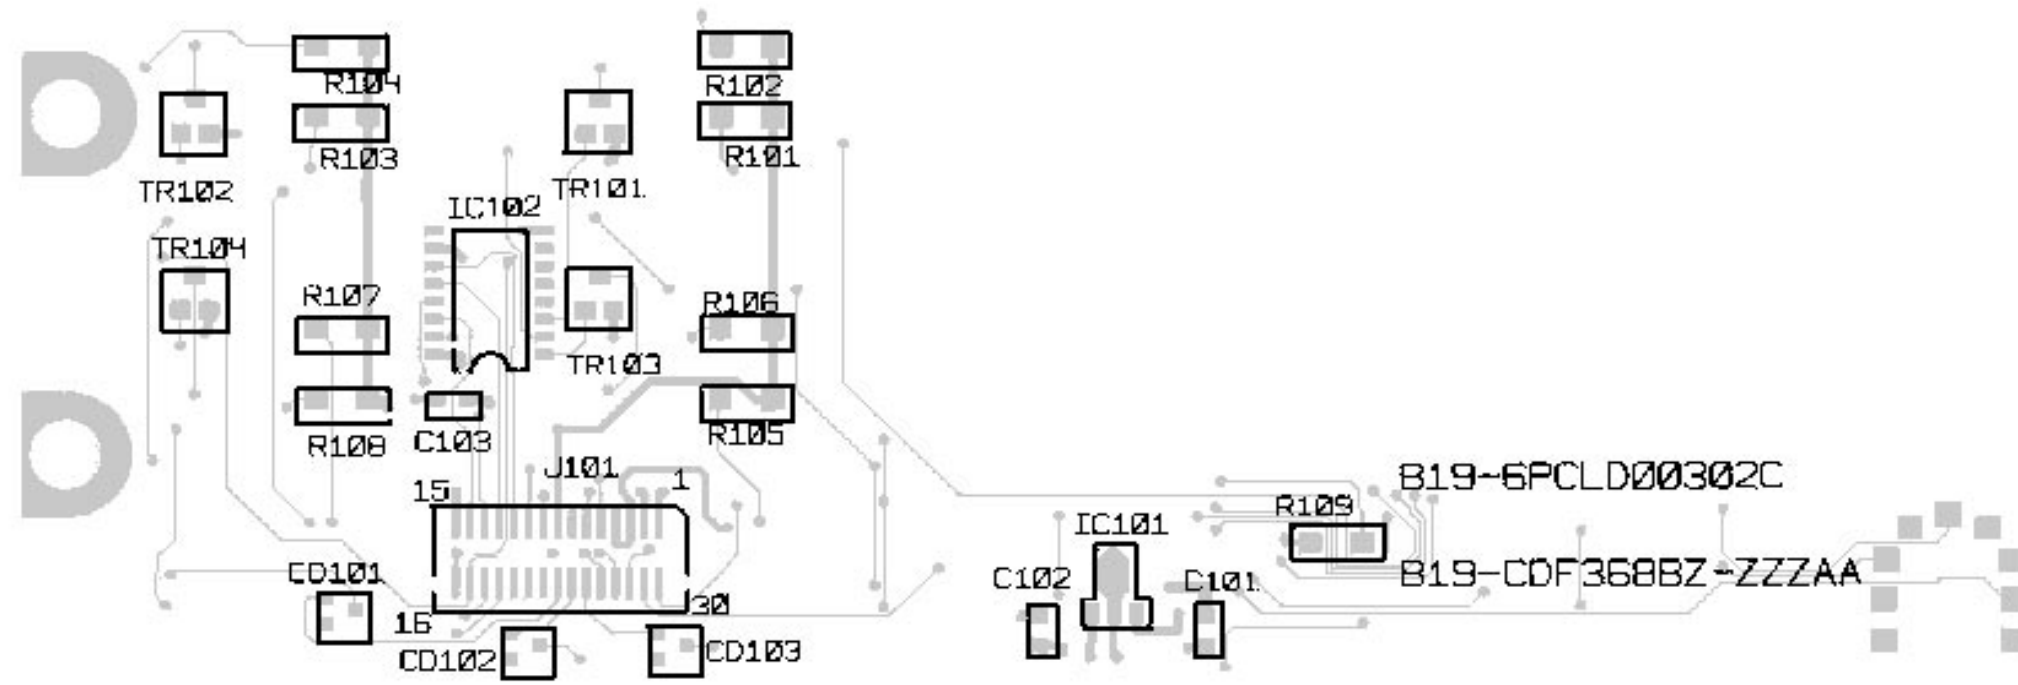 R104
R102
R103
R101
TR102
TR101
IC102
TR104
R107
R106
TR103
R108
C103
R105
J101
15
1
B19-6PCLD00302C
R109
IC101
CD101
C102
C101
B19-CDF368BZ-ZZZAA
16
30
CD102
CD103